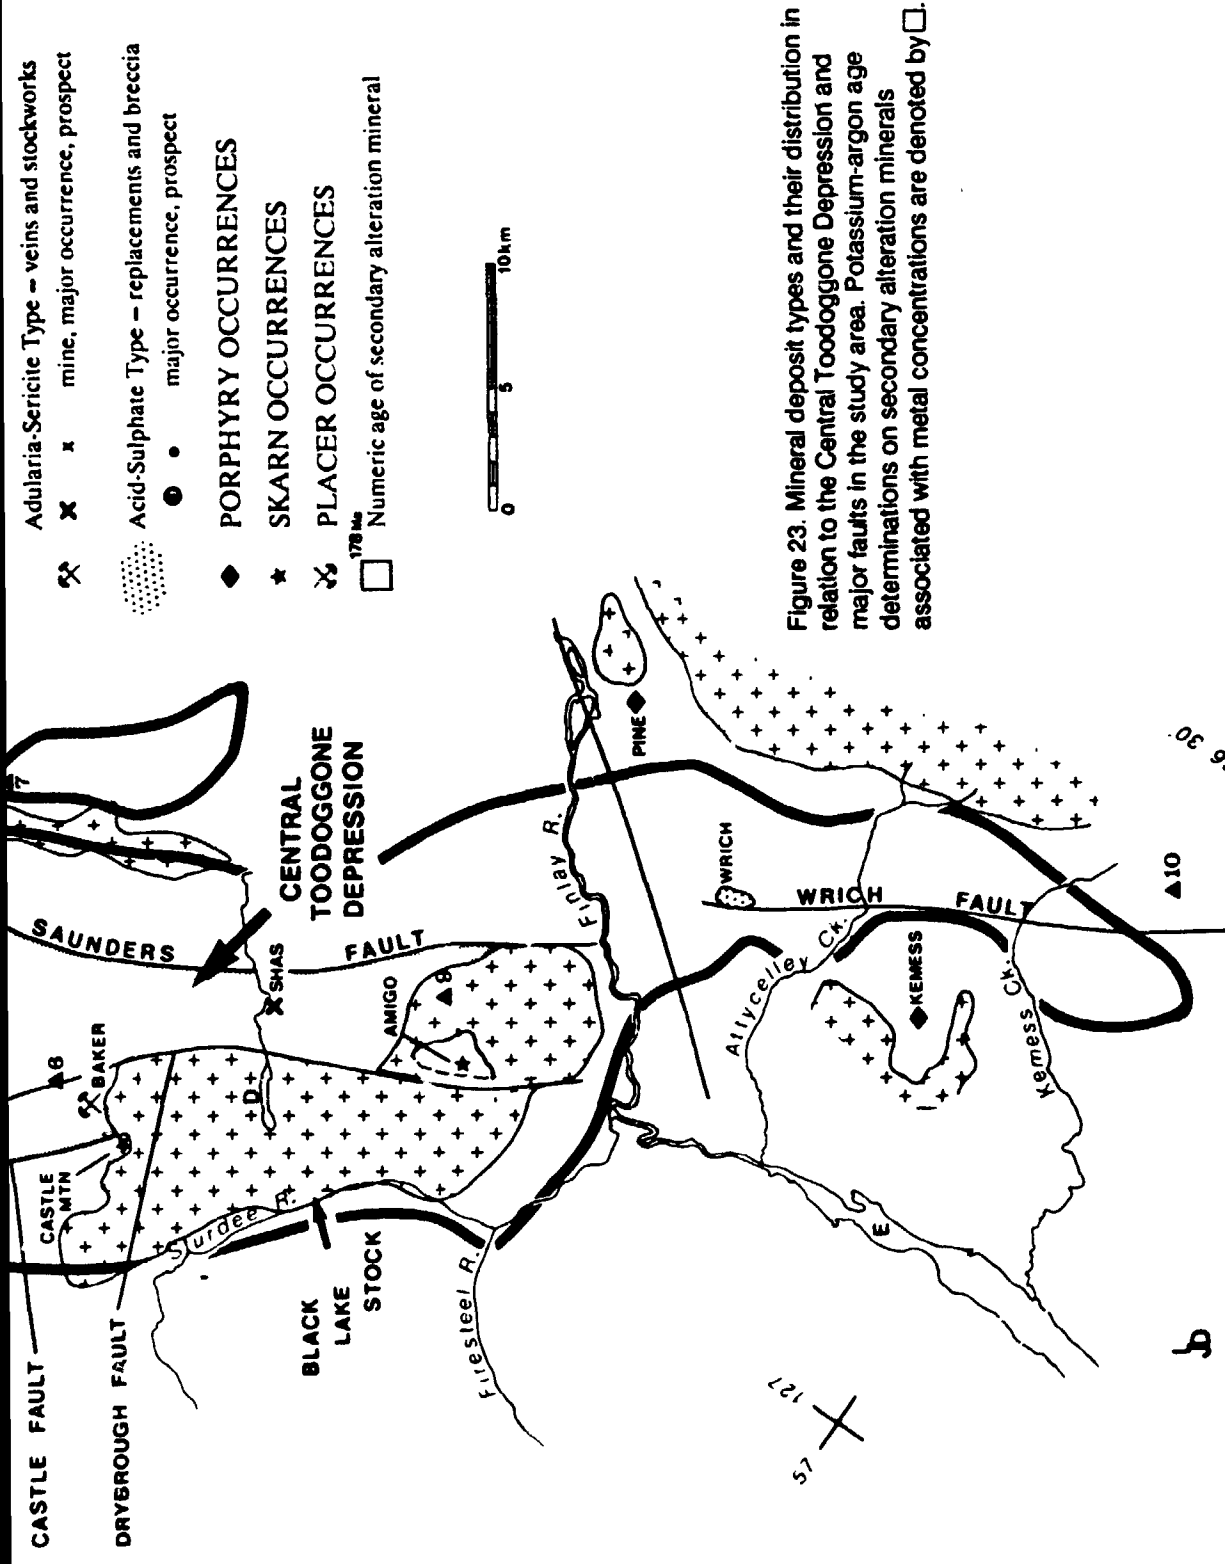 Adularia-Sericite Type – veins and stockworks
mine, major occurrence, prospect
Acid-Sulphate Type – replacements and breccia
major occurrence, prospect
PORPHYRY OCCURRENCES
SKARN OCCURRENCES
PLACER OCCURRENCES
178 Ma
Numeric age of secondary alteration mineral
0 5 10km
Figure 23. Mineral deposit types and their distribution in
relation to the Central Toodoggone Depression and
major faults in the study area. Potassium-argon age
determinations on secondary alteration minerals
associated with metal concentrations are denoted by □.
CASTLE FAULT
DRYBROUGH FAULT
CASTLE
MTN
BAKER
6
7
SAUNDERS
FAULT
SHAS
CENTRAL
TOODOGGONE
DEPRESSION
D
AMIGO
8
Sturdee R.
BLACK
LAKE
STOCK
Firesteel R.
Finlay R.
PINE
WRICH
WRICH
FAULT
Attycelley Ck.
KEMESS
Kemess Ck.
10
E
127
57
30'
b